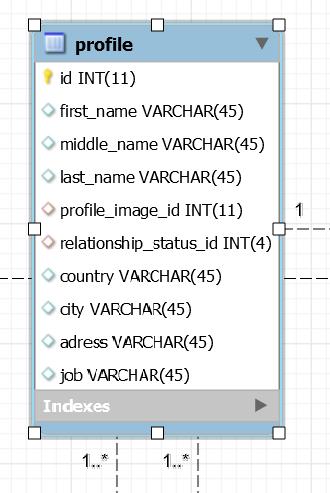 profile
id INT(11)
first_name VARCHAR(45)
middle_name VARCHAR(45)
last_name VARCHAR(45)
profile_image_id INT(11)
1
relationship_status_id INT(4)
country VARCHAR(45)
city VARCHAR(45)
adress VARCHAR(45)
job VARCHAR(45)
Indexes
1..* 1..*